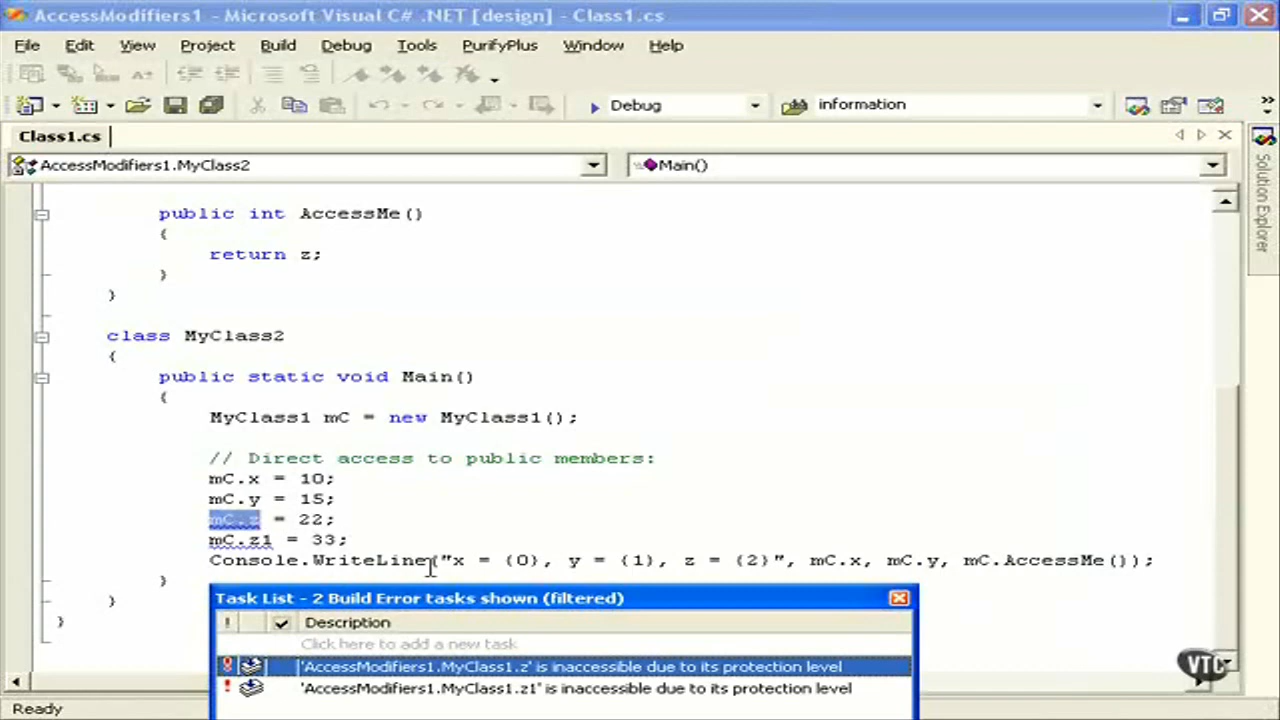 AccessModifiers1 - Microsoft Visual C# .NET [design] - Class1.cs
File Edit View Project Build Debug Tools PurifyPlus Window Help
Debug information
Class1.cs
AccessModifiers1.MyClass2 Main()
Solution Explorer
public int AccessMe()
{
return z;
}
}
class MyClass2
{
public static void Main()
{
MyClass1 mC = new MyClass1();
// Direct access to public members:
mC.x = 10;
mC.y = 15;
mC.z = 22;
mC.z1 = 33;
Console.WriteLine("x = {0}, y = {1}, z = {2}", mC.x, mC.y, mC.AccessMe());
}
}
}
Task List - 2 Build Error tasks shown (filtered)
! Description
Click here to add a new task
! 'AccessModifiers1.MyClass1.z' is inaccessible due to its protection level
! 'AccessModifiers1.MyClass1.z1' is inaccessible due to its protection level
VTC
Ready